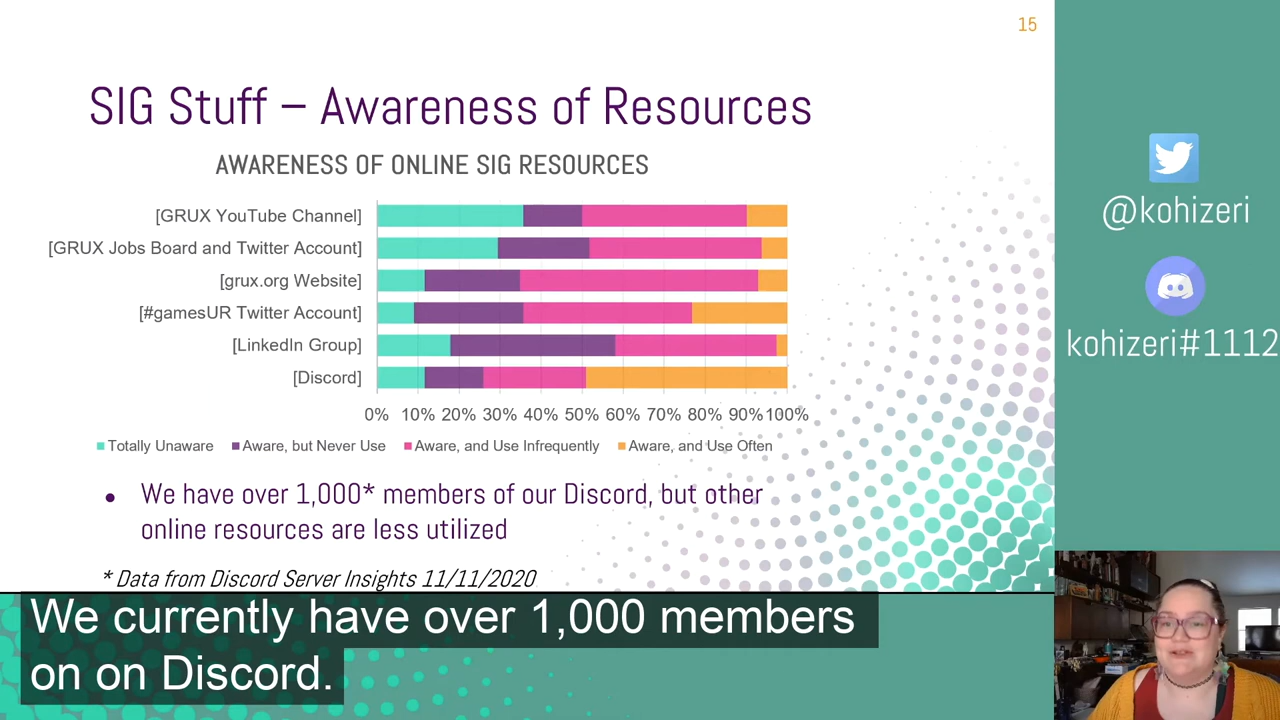 15
SIG Stuff – Awareness of Resources
AWARENESS OF ONLINE SIG RESOURCES
[GRUX YouTube Channel]
[GRUX Jobs Board and Twitter Account]
[grux.org Website]
[#gamesUR Twitter Account]
[LinkedIn Group]
[Discord]
0% 10% 20% 30% 40% 50% 60% 70% 80% 90% 100%
Totally Unaware Aware, but Never Use Aware, and Use Infrequently Aware, and Use Often
• We have over 1,000* members of our Discord, but other
online resources are less utilized
* Data from Discord Server Insights 11/11/2020
@kohizeri
kohizeri#1112
We currently have over 1,000 members
on on Discord.